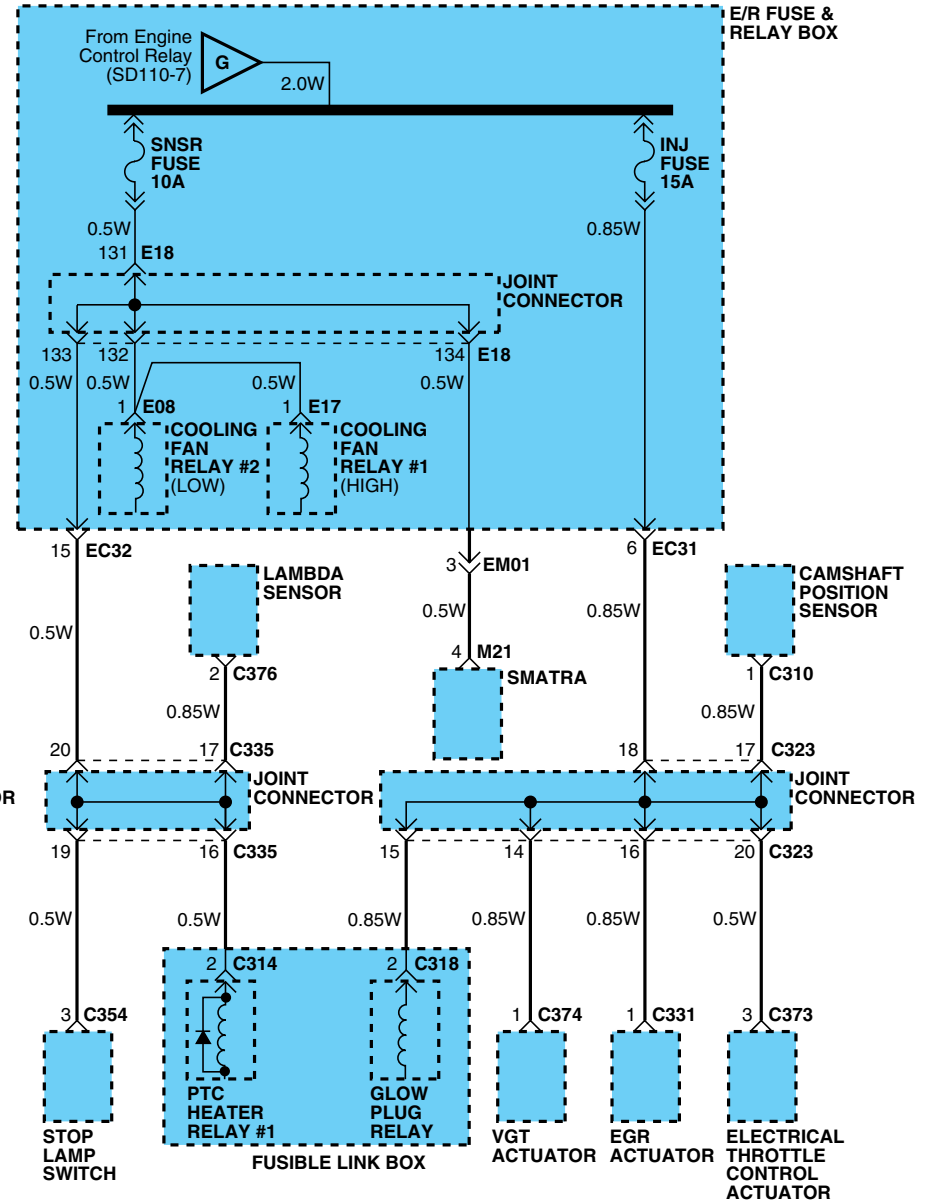 E/R FUSE &
RELAY BOX
From Engine
Control Relay
(SD110-7)
G
2.0W
SNSR
FUSE
10A
INJ
FUSE
15A
0.5W
0.85W
131 E18
JOINT
CONNECTOR
133 132 134 E18
0.5W 0.5W 0.5W 0.5W
1 E08 1 E17
COOLING
FAN
RELAY #2
(LOW)
COOLING
FAN
RELAY #1
(HIGH)
15 EC32
3 EM01
6 EC31
LAMBDA
SENSOR
CAMSHAFT
POSITION
SENSOR
0.5W
0.5W
0.85W
4 M21
SMATRA
2 C376
1 C310
0.85W
0.85W
20 17 C335
18 17 C323
OR
JOINT
CONNECTOR
JOINT
CONNECTOR
19 16 C335
15 14 16 20 C323
0.5W 0.5W 0.85W 0.85W 0.85W 0.5W
2 C314 2 C318
3 C354
1 C374 1 C331 3 C373
PTC
HEATER
RELAY #1
GLOW
PLUG
RELAY
FUSIBLE LINK BOX
STOP
LAMP
SWITCH
VGT
ACTUATOR
EGR
ACTUATOR
ELECTRICAL
THROTTLE
CONTROL
ACTUATOR